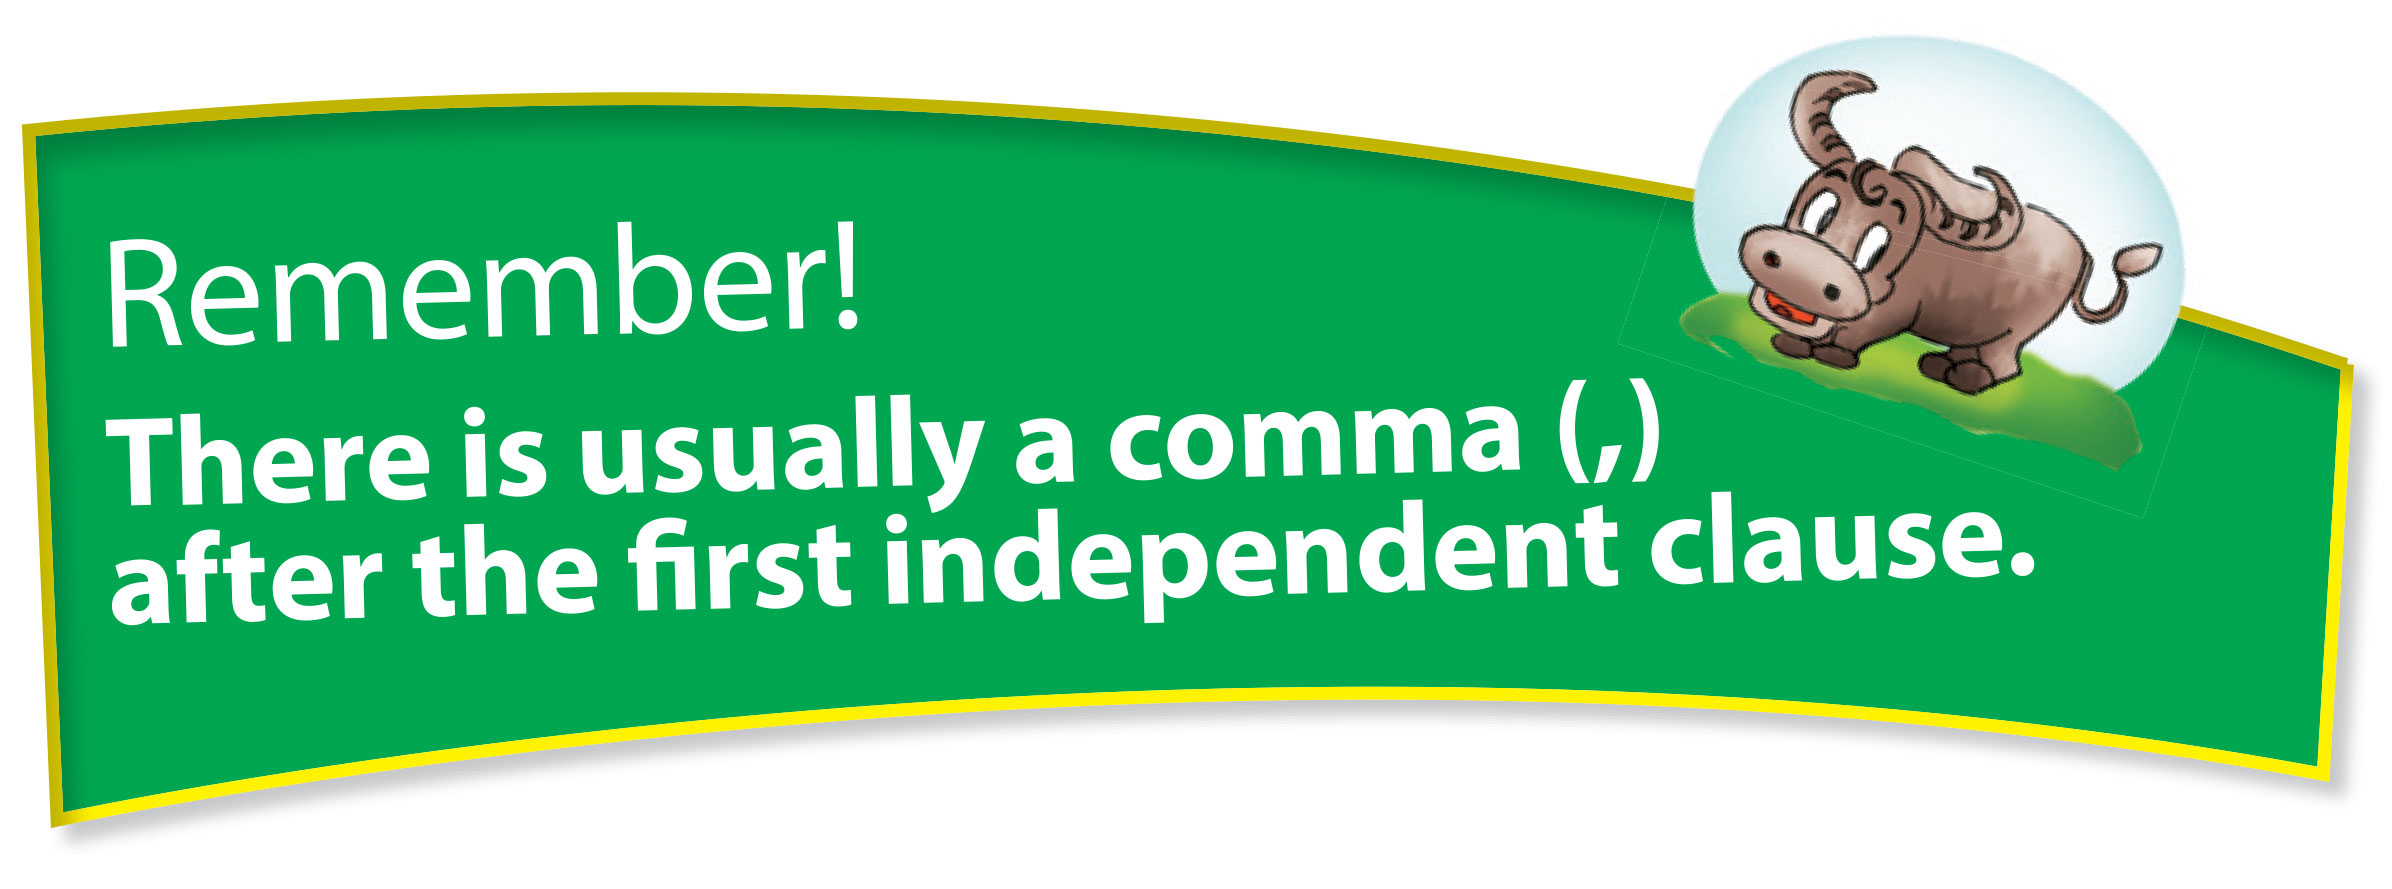 Remember!
There is usually a comma (,)
after the first independent clause.